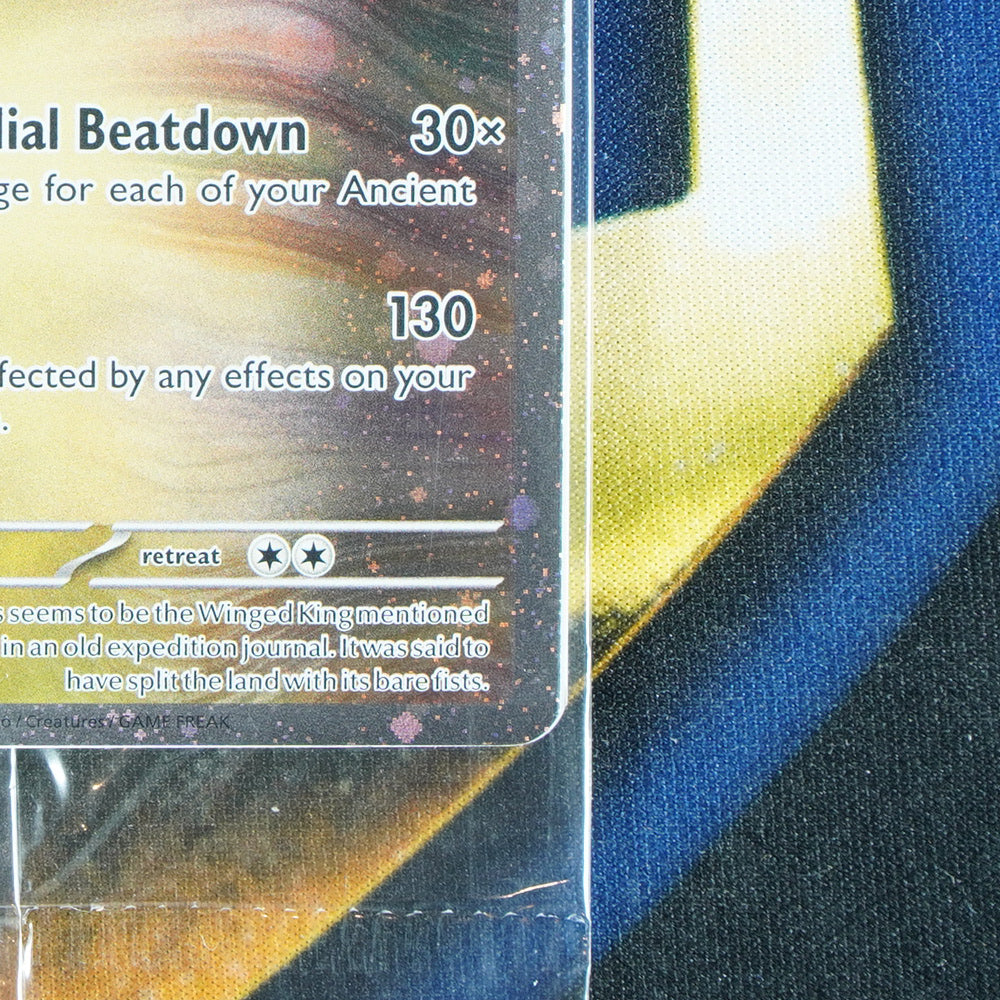 lial Beatdown 30×
ge for each of your Ancient
130
fected by any effects on your
.
retreat
s seems to be the Winged King mentioned
in an old expedition journal. It was said to
have split the land with its bare fists.
o / Creatures / GAME FREAK